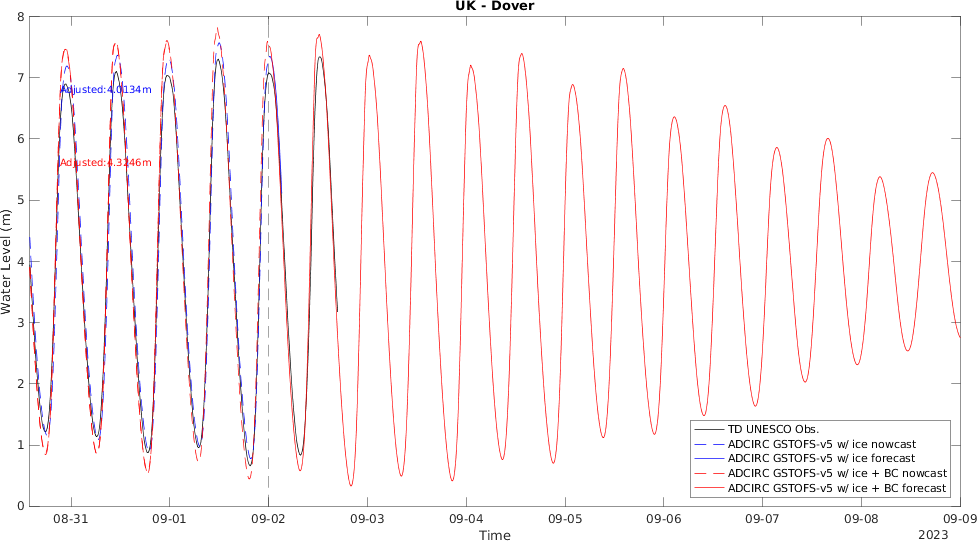 UK - Dover
8
7
6
5
4
3
2
1
0
Water Level (m)
Adjusted:4.0134m
Adjusted:4.3246m
TD UNESCO Obs.
ADCIRC GSTOFS-v5 w/ ice nowcast
ADCIRC GSTOFS-v5 w/ ice forecast
ADCIRC GSTOFS-v5 w/ ice + BC nowcast
ADCIRC GSTOFS-v5 w/ ice + BC forecast
08-31 09-01 09-02 09-03 09-04 09-05 09-06 09-07 09-08 09-09
Time
2023